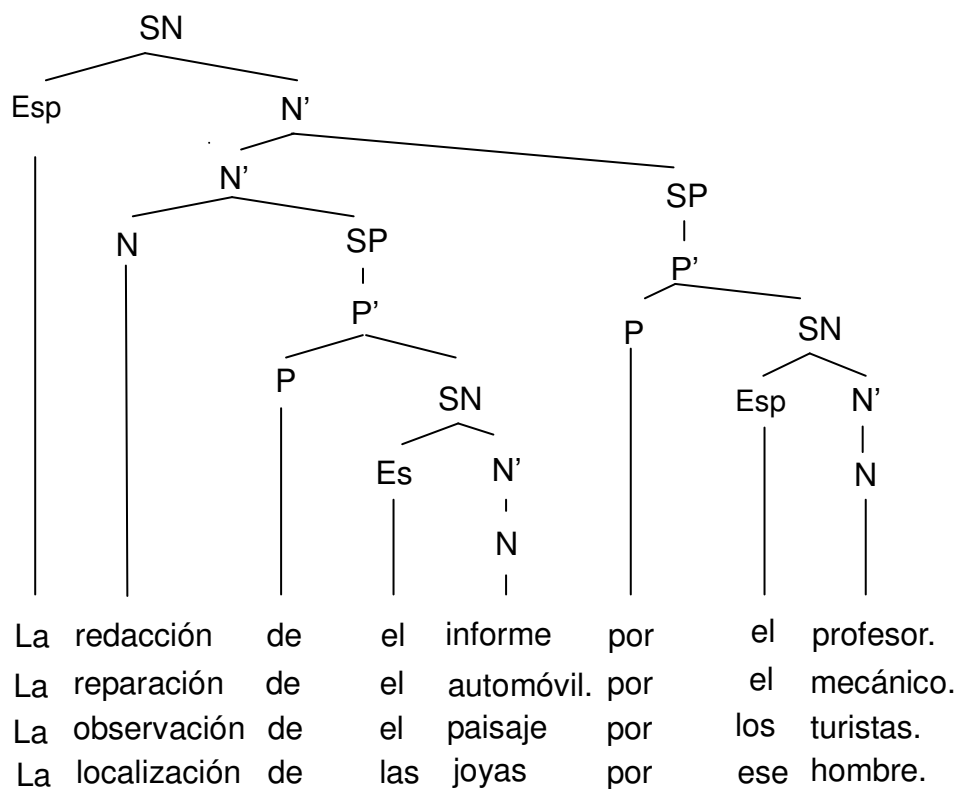 SN
Esp N’
N’ SP
N SP P’
P’ P SN
P SN Esp N’
Es N’ N
N
La redacción de el informe por el profesor.
La reparación de el automóvil. por el mecánico.
La observación de el paisaje por los turistas.
La localización de las joyas por ese hombre.